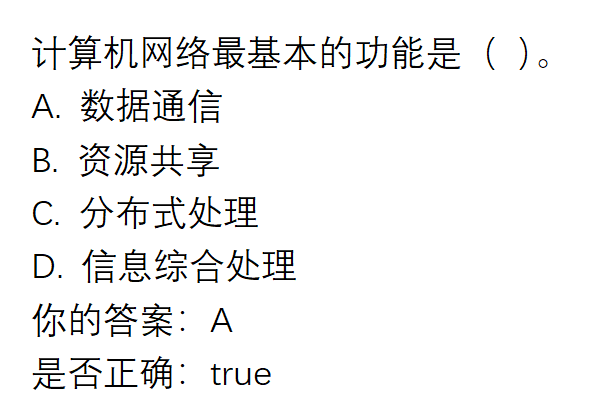 计算机网络最基本的功能是（ ）。
A. 数据通信
B. 资源共享
C. 分布式处理
D. 信息综合处理
你的答案：A
是否正确：true